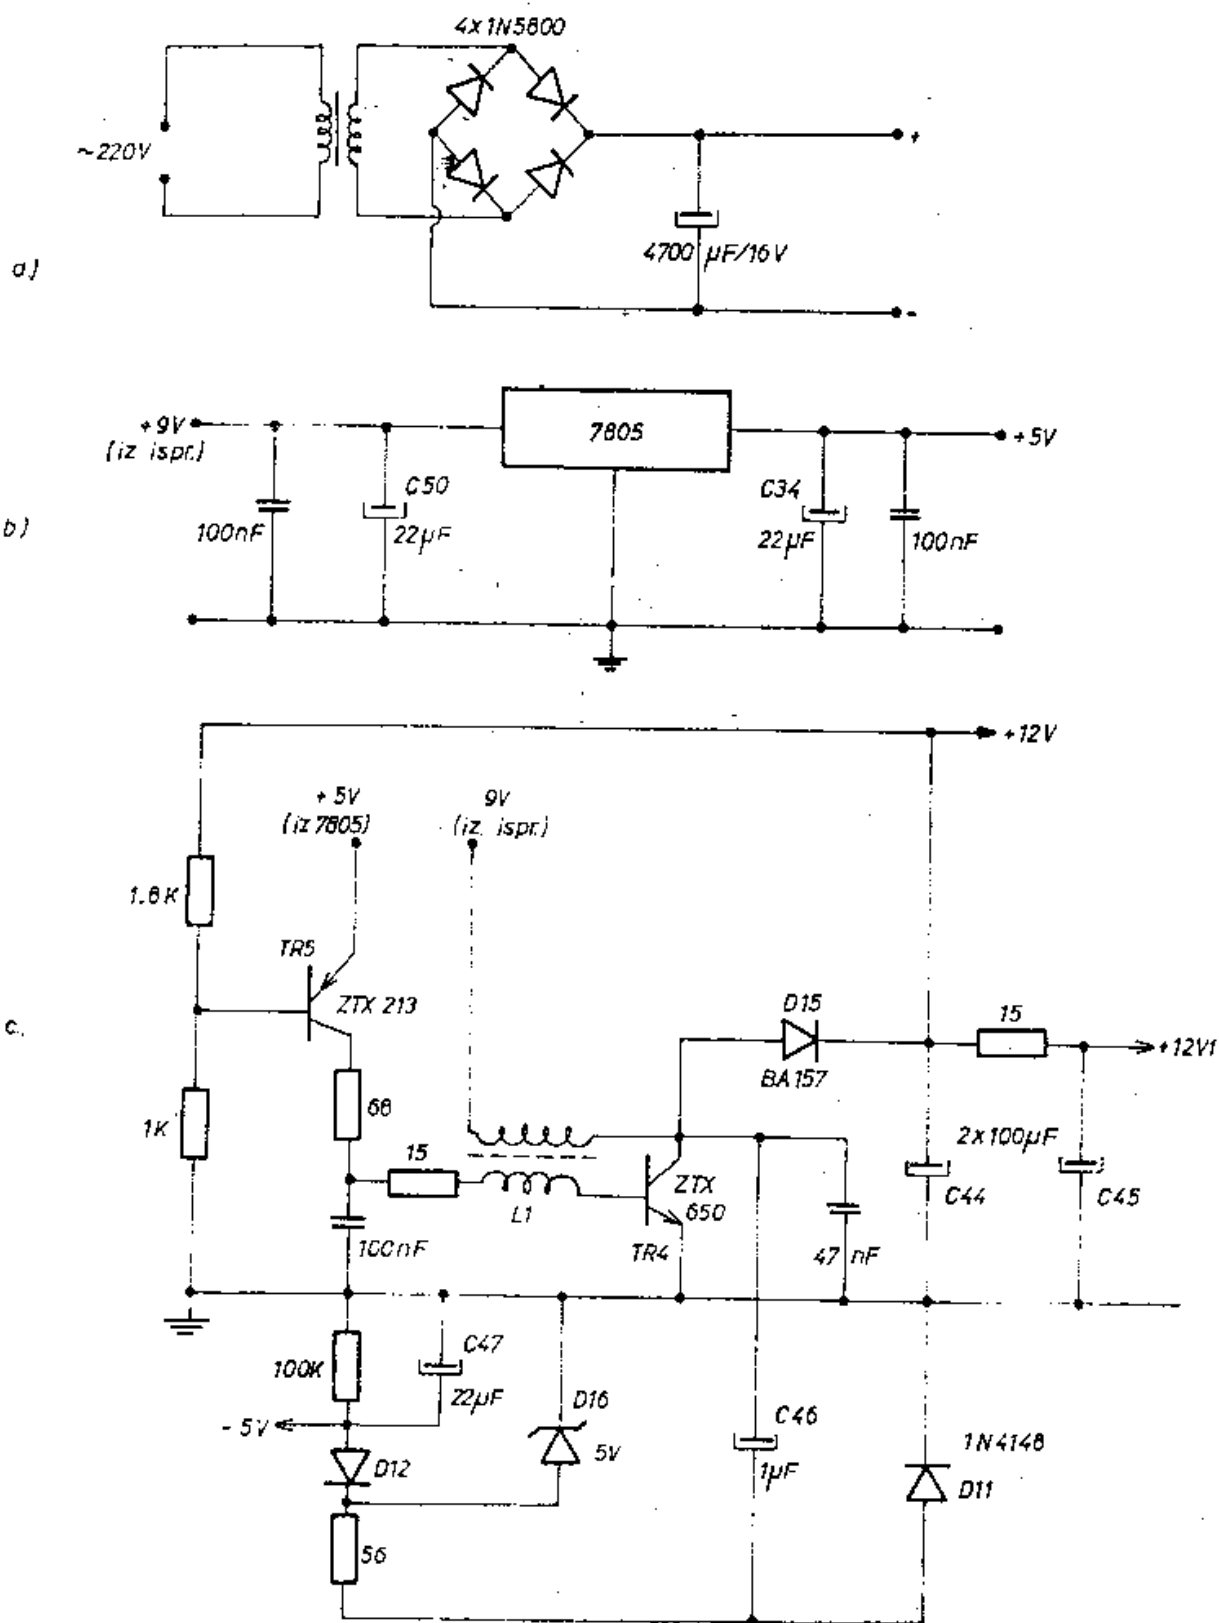 4x1N5800
~220V
+
4700 µF/16V
-
a)
+9V
(iz ispr.)
7805
+5V
C50
C34
100nF
22µF
22µF
100nF
b)
+12V
+5V
(iz 7805)
9V
(iz. ispr.)
1.8K
TR5
ZTX 213
D15
15
+12V1
BA157
c.
1K
68
15
2x100µF
ZTX
650
L1
C44
C45
TR4
47 nF
100nF
C47
100K
22µF
D16
-5V
C46
5V
1N4148
D12
1µF
D11
56